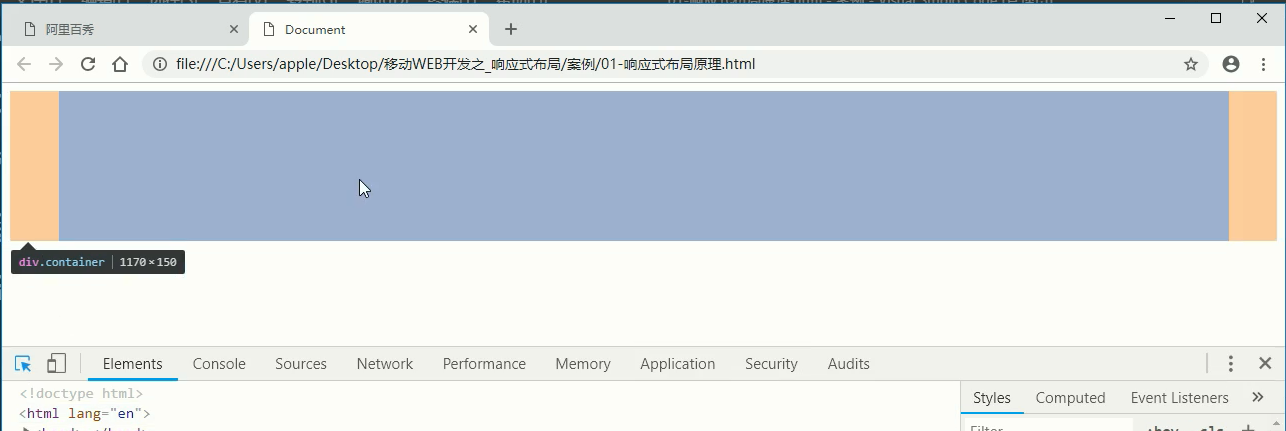 阿里百秀
Document
file:///C:/Users/apple/Desktop/移动WEB开发之_响应式布局/案例/01-响应式布局原理.html
div.container 1170×150
Elements Console Sources Network Performance Memory Application Security Audits
<!doctype html>
<html lang="en">
Styles Computed Event Listeners
Filter :hov .cls